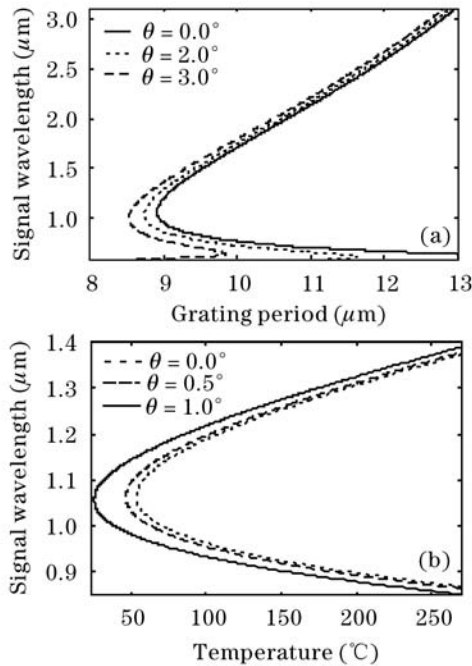 3.0
2.5
2.0
1.0
Signal wavelength (μm)
θ = 0.0°
θ = 2.0°
θ = 3.0°
(a)
8 9 10 11 12 13
Grating period (μm)
1.4
1.3
1.2
1.1
1.0
0.9
Signal wavelength (μm)
θ = 0.0°
θ = 0.5°
θ = 1.0°
(b)
50 100 150 200 250
Temperature (℃)